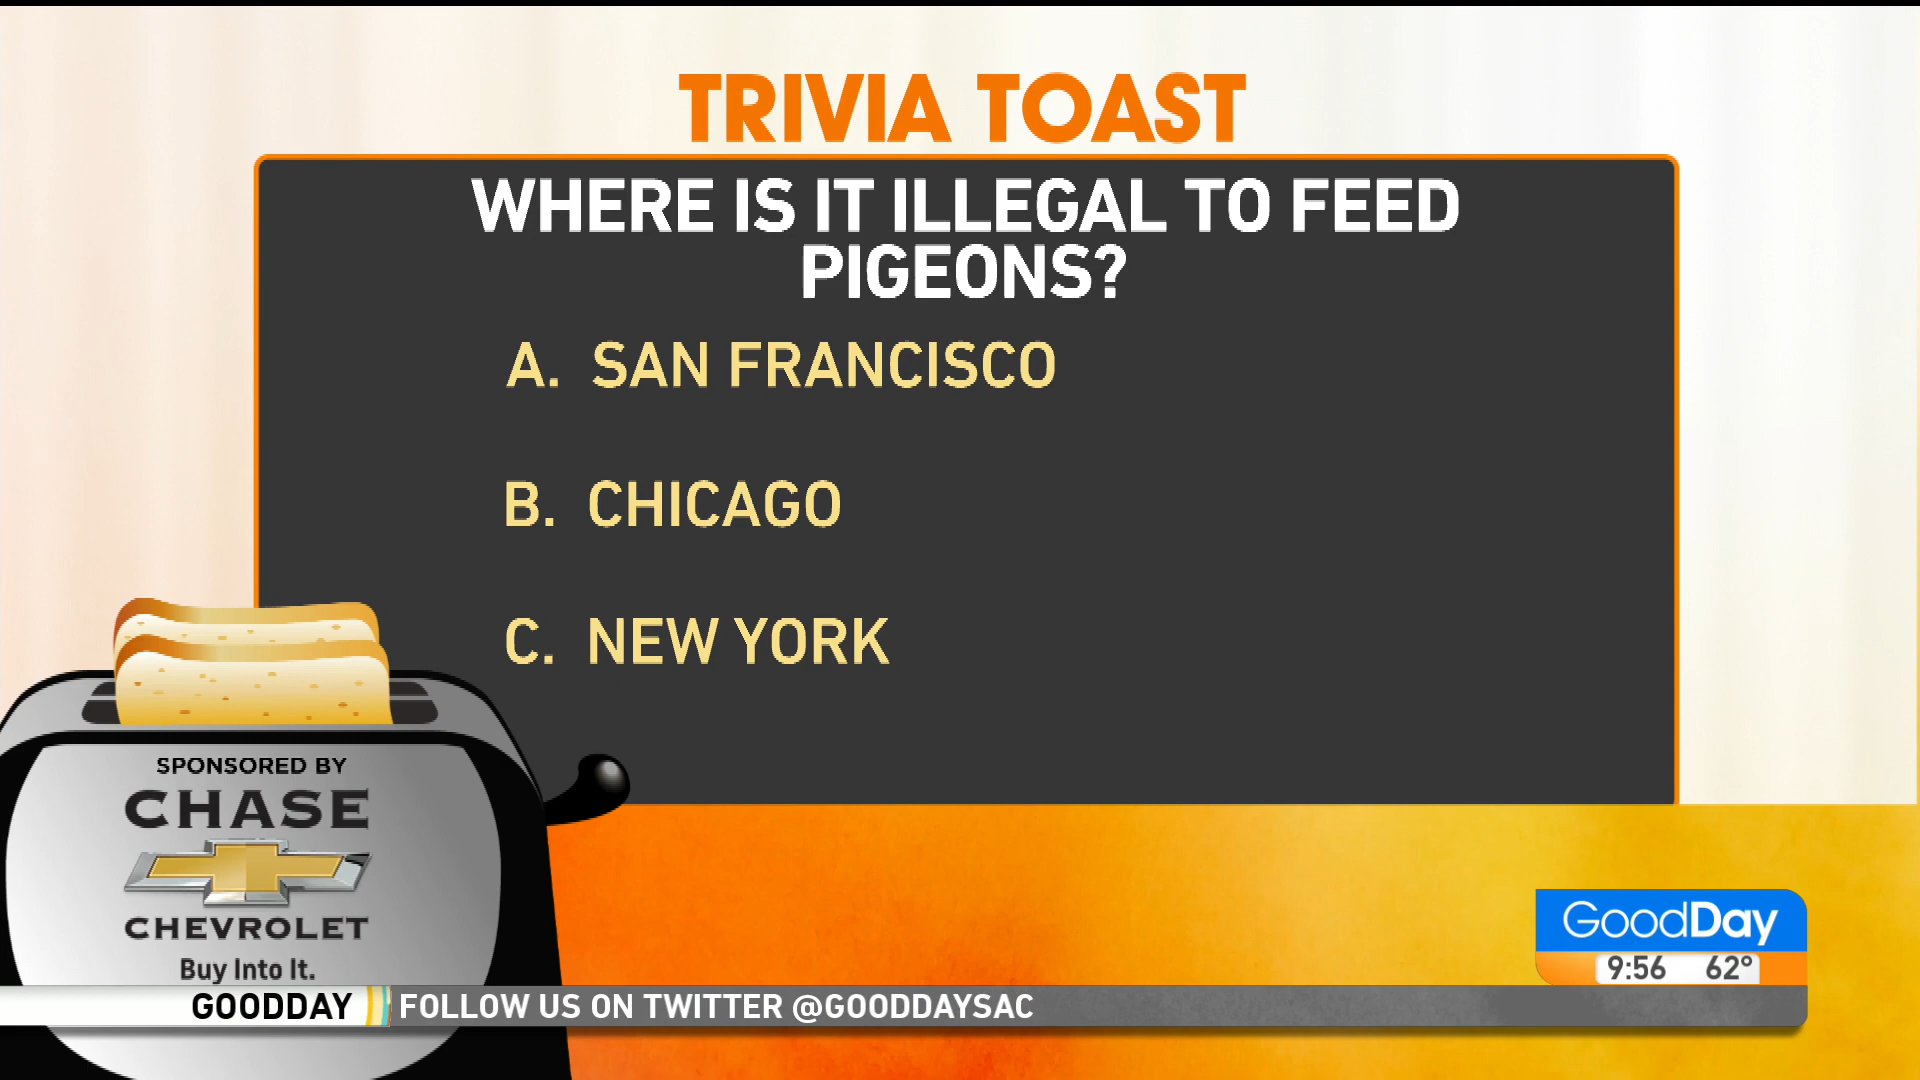 TRIVIA TOAST
WHERE IS IT ILLEGAL TO FEED
PIGEONS?
A. SAN FRANCISCO
B. CHICAGO
C. NEW YORK
SPONSORED BY
CHASE
CHEVROLET
Buy Into It.
GoodDay
9:56 62°
GOODDAY FOLLOW US ON TWITTER @GOODDAYSAC